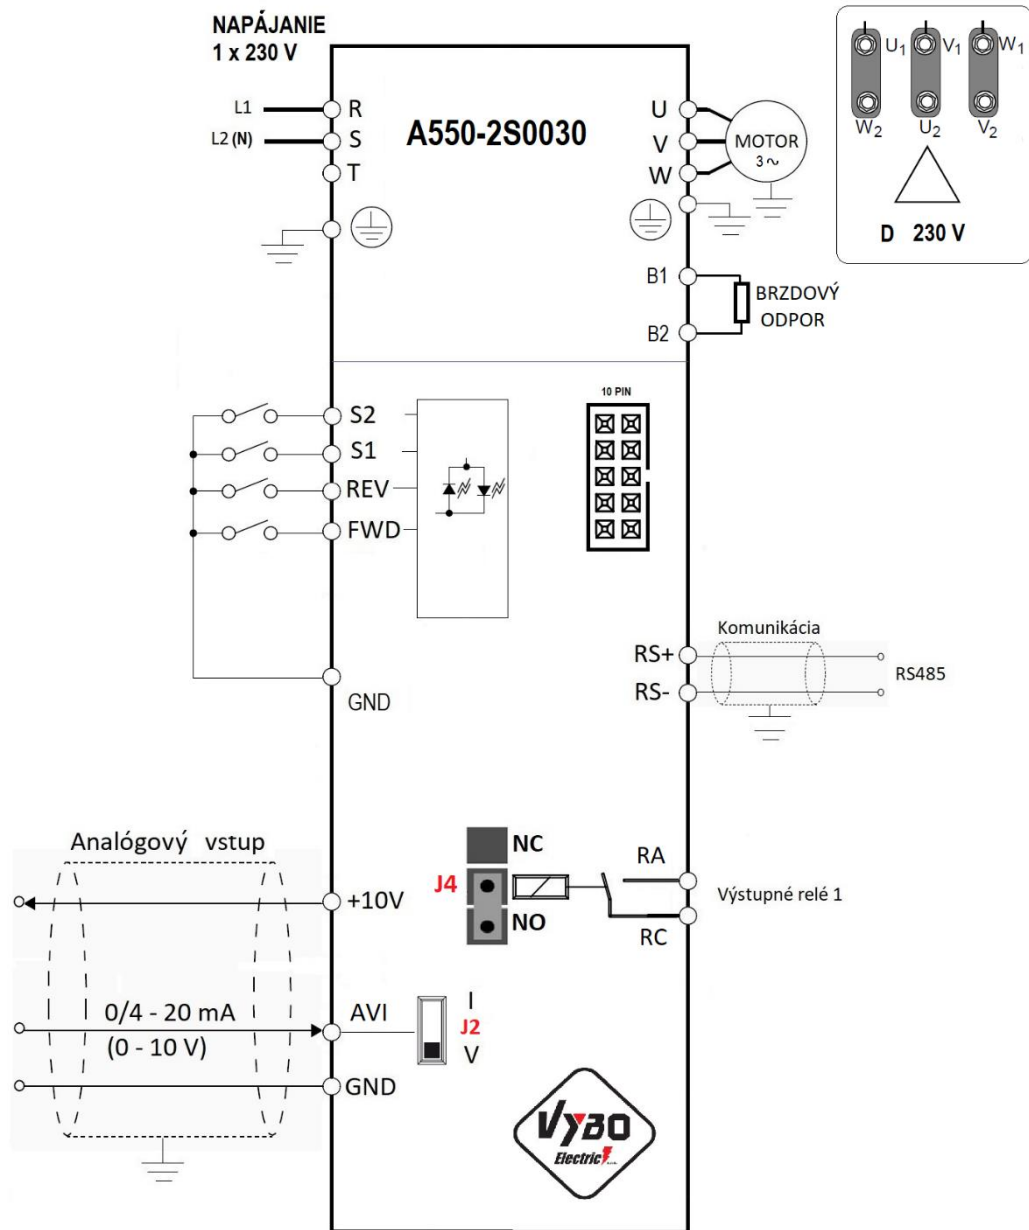 NAPÁJANIE
1 x 230 V
L1
R
L2 (N)
S
T
A550-2S0030
U
V
W
MOTOR
3 ~
U1
V1
W1
W2
U2
V2
D 230 V
B1
B2
BRZDOVÝ
ODPOR
S2
S1
REV
FWD
GND
10 PIN
Komunikácia
RS+
RS-
RS485
Analógový vstup
+10V
0/4 - 20 mA
(0 - 10 V)
AVI
GND
NC
J4
NO
RA
RC
Výstupné relé 1
I
J2
V
VYBO
Electric